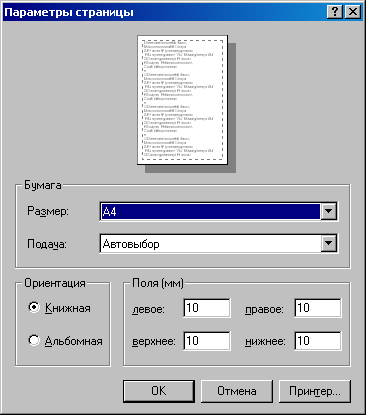 Параметры страницы
Бумага
Размер: A4
Подача: Автовыбор
Ориентация
Книжная
Альбомная
Поля (мм)
левое: 10 правое: 10
верхнее: 10 нижнее: 10
OK Отмена Принтер...